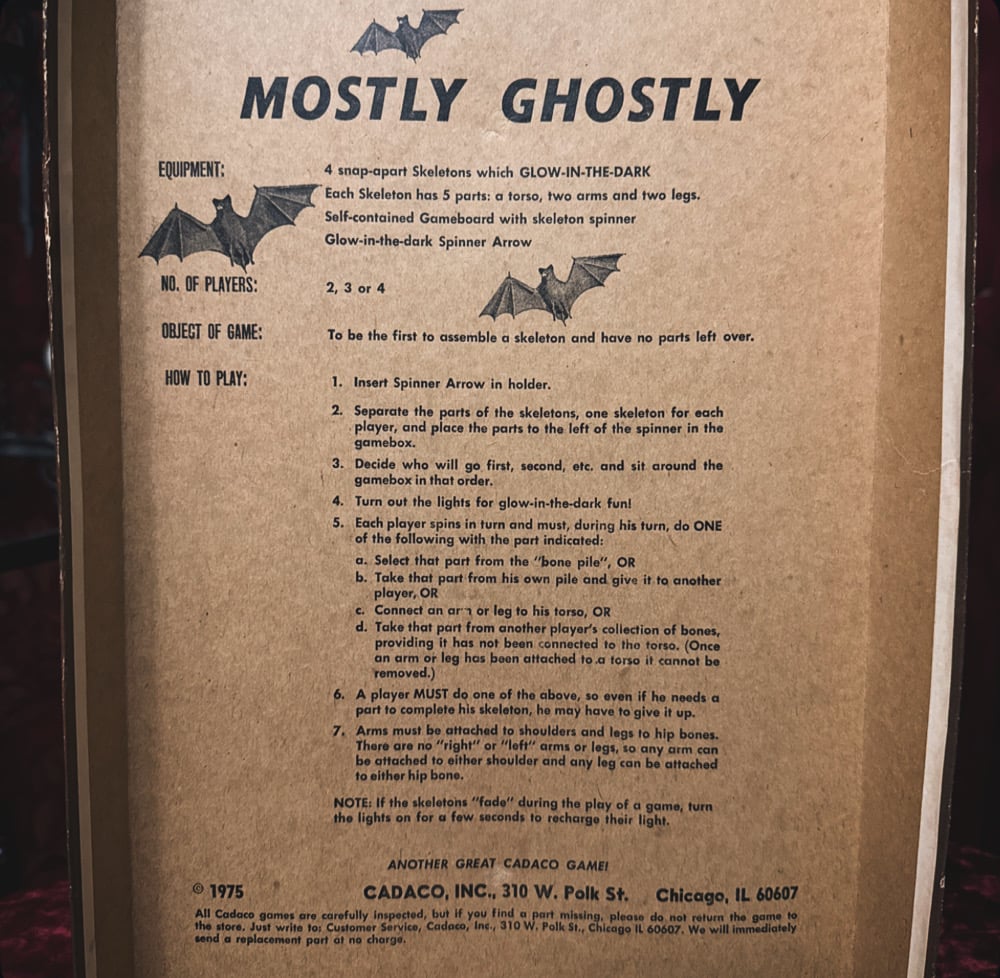 MOSTLY GHOSTLY
EQUIPMENT:
4 snap-apart Skeletons which GLOW-IN-THE-DARK
Each Skeleton has 5 parts: a torso, two arms and two legs.
Self-contained Gameboard with skeleton spinner
Glow-in-the-dark Spinner Arrow
NO. OF PLAYERS:
2, 3 or 4
OBJECT OF GAME:
To be the first to assemble a skeleton and have no parts left over.
HOW TO PLAY:
1. Insert Spinner Arrow in holder.
2. Separate the parts of the skeletons, one skeleton for each
player, and place the parts to the left of the spinner in the
gamebox.
3. Decide who will go first, second, etc. and sit around the
gamebox in that order.
4. Turn out the lights for glow-in-the-dark fun!
5. Each player spins in turn and must, during his turn, do ONE
of the following with the part indicated:
a. Select that part from the "bone pile", OR
b. Take that part from his own pile and give it to another
player, OR
c. Connect an arm or leg to his torso, OR
d. Take that part from another player's collection of bones,
providing it has not been connected to the torso. (Once
an arm or leg has been attached to a torso it cannot be
removed.)
6. A player MUST do one of the above, so even if he needs a
part to complete his skeleton, he may have to give it up.
7. Arms must be attached to shoulders and legs to hip bones.
There are no "right" or "left" arms or legs, so any arm can
be attached to either shoulder and any leg can be attached
to either hip bone.
NOTE: If the skeletons "fade" during the play of a game, turn
the lights on for a few seconds to recharge their light.
ANOTHER GREAT CADACO GAME!
© 1975 CADACO, INC., 310 W. Polk St. Chicago, IL 60607
All Cadaco games are carefully inspected, but if you find a part missing, please do not return the game to
the store. Just write to: Customer Service, Cadaco, Inc., 310 W. Polk St., Chicago IL 60607. We will immediately
send a replacement part at no charge.